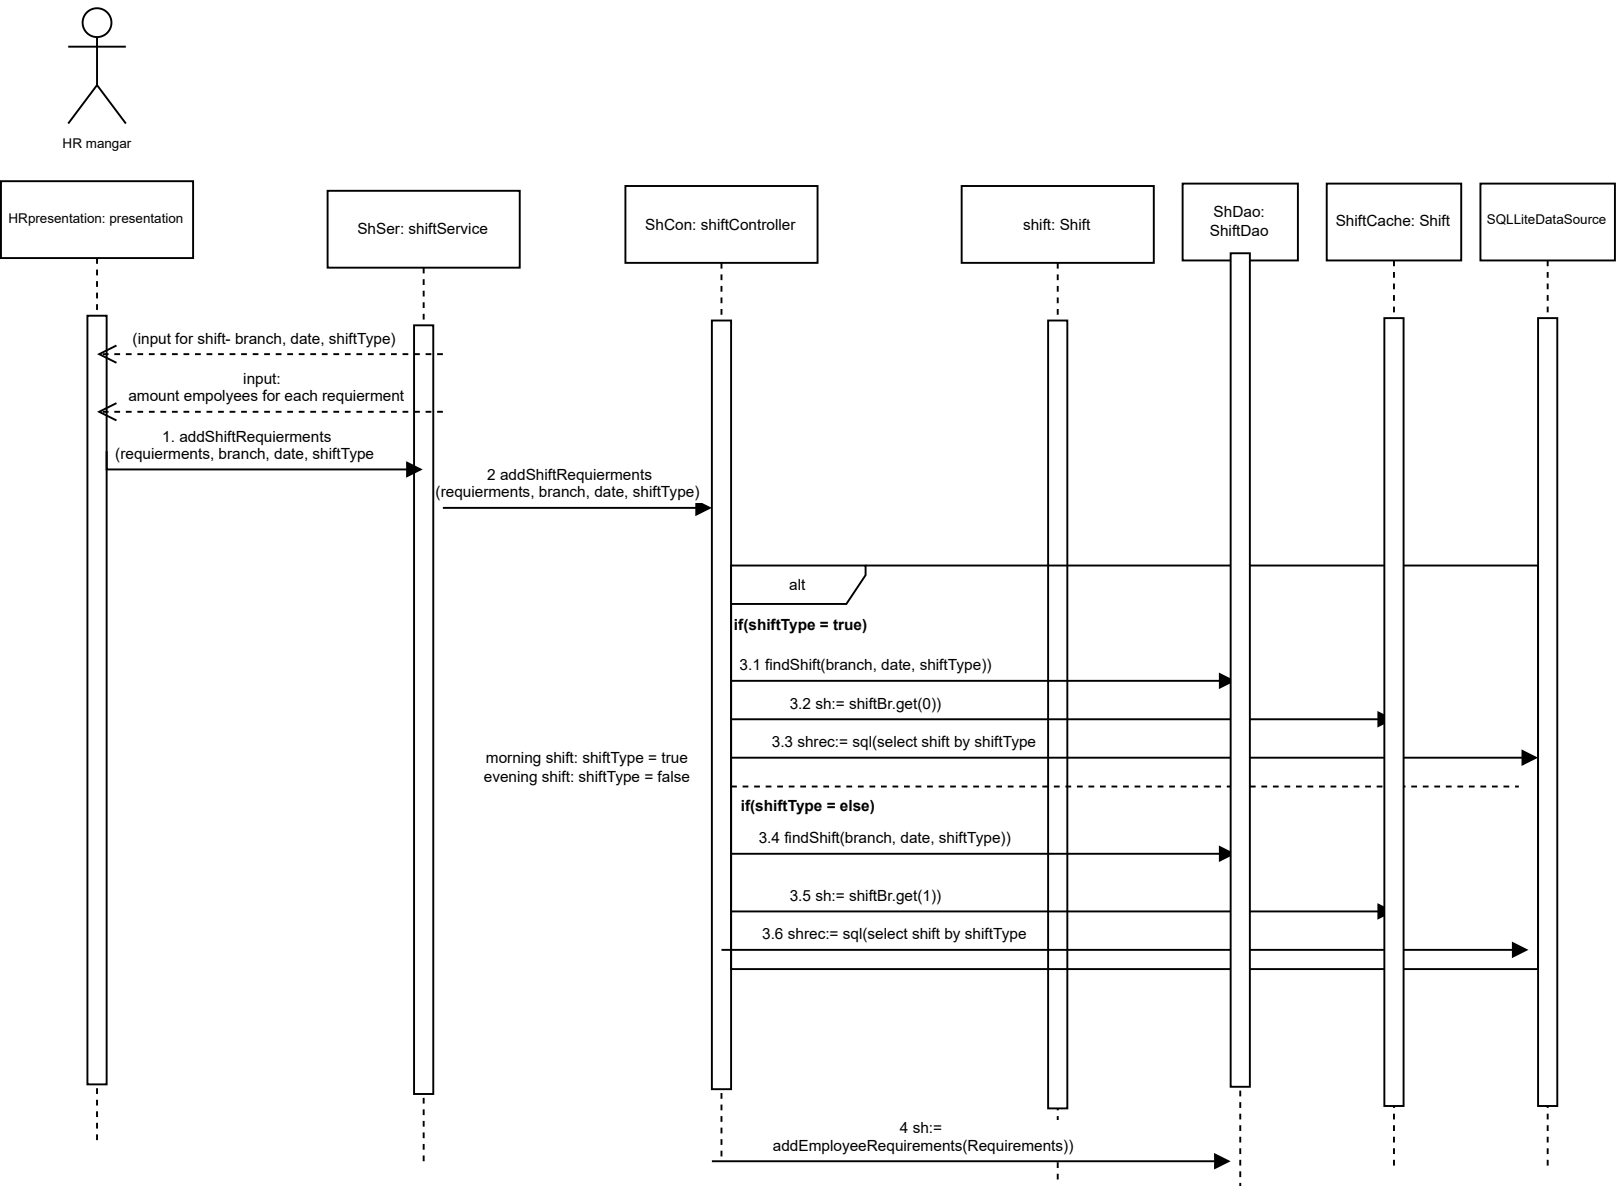 HR mangar
HRpresentation: presentation
ShSer: shiftService
ShCon: shiftController
shift: Shift
ShDao:
ShiftDao
ShiftCache: Shift
SQLLiteDataSource
(input for shift- branch, date, shiftType)
input:
amount empolyees for each requierment
1. addShiftRequierments
(requierments, branch, date, shiftType
2 addShiftRequierments
(requierments, branch, date, shiftType)
alt
if(shiftType = true)
3.1 findShift(branch, date, shiftType))
3.2 sh:= shiftBr.get(0))
3.3 shrec:= sql(select shift by shiftType
morning shift: shiftType = true
evening shift: shiftType = false
if(shiftType = else)
3.4 findShift(branch, date, shiftType))
3.5 sh:= shiftBr.get(1))
3.6 shrec:= sql(select shift by shiftType
4 sh:=
addEmployeeRequirements(Requirements))